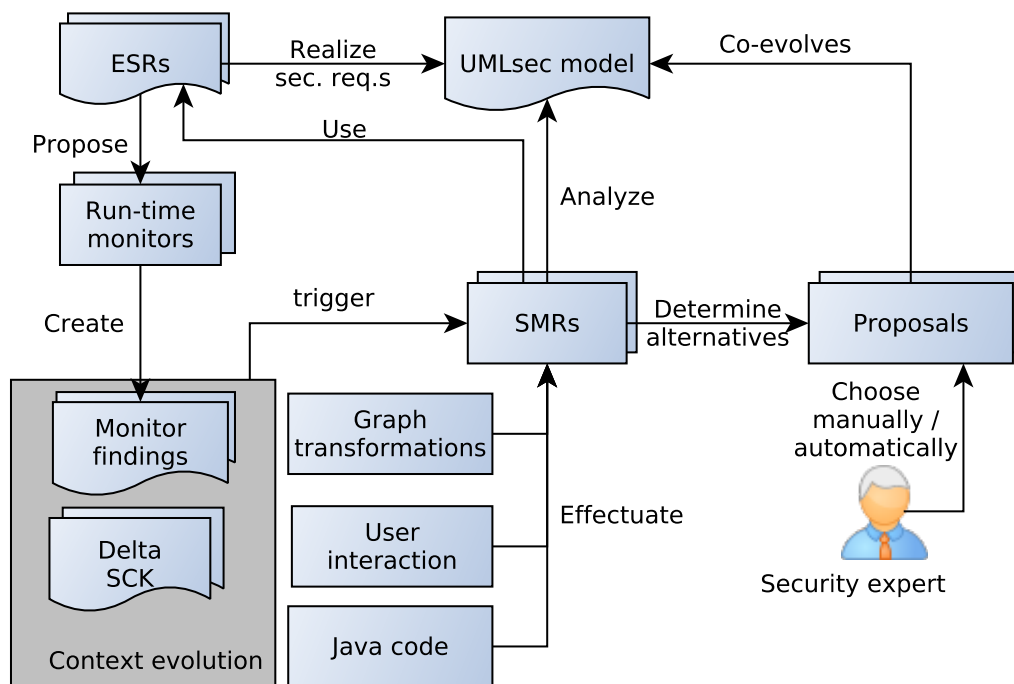 ESRs
Realize
sec. req.s
UMLsec model
Co-evolves
Use
Propose
Run-time
monitors
Analyze
Create
trigger
SMRs
Determine
alternatives
Proposals
Monitor
findings
Graph
transformations
Choose
manually /
automatically
Delta
SCK
User
interaction
Effectuate
Security expert
Java code
Context evolution